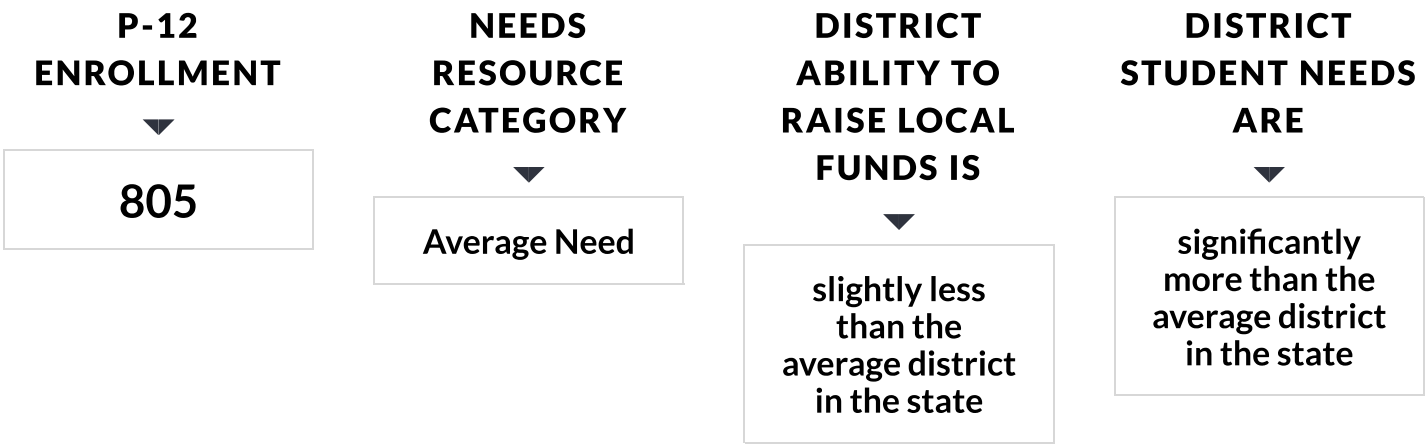 P-12
ENROLLMENT
805
NEEDS
RESOURCE
CATEGORY
Average Need
DISTRICT
ABILITY TO
RAISE LOCAL
FUNDS IS
slightly less
than the
average district
in the state
DISTRICT
STUDENT NEEDS
ARE
significantly
more than the
average district
in the state